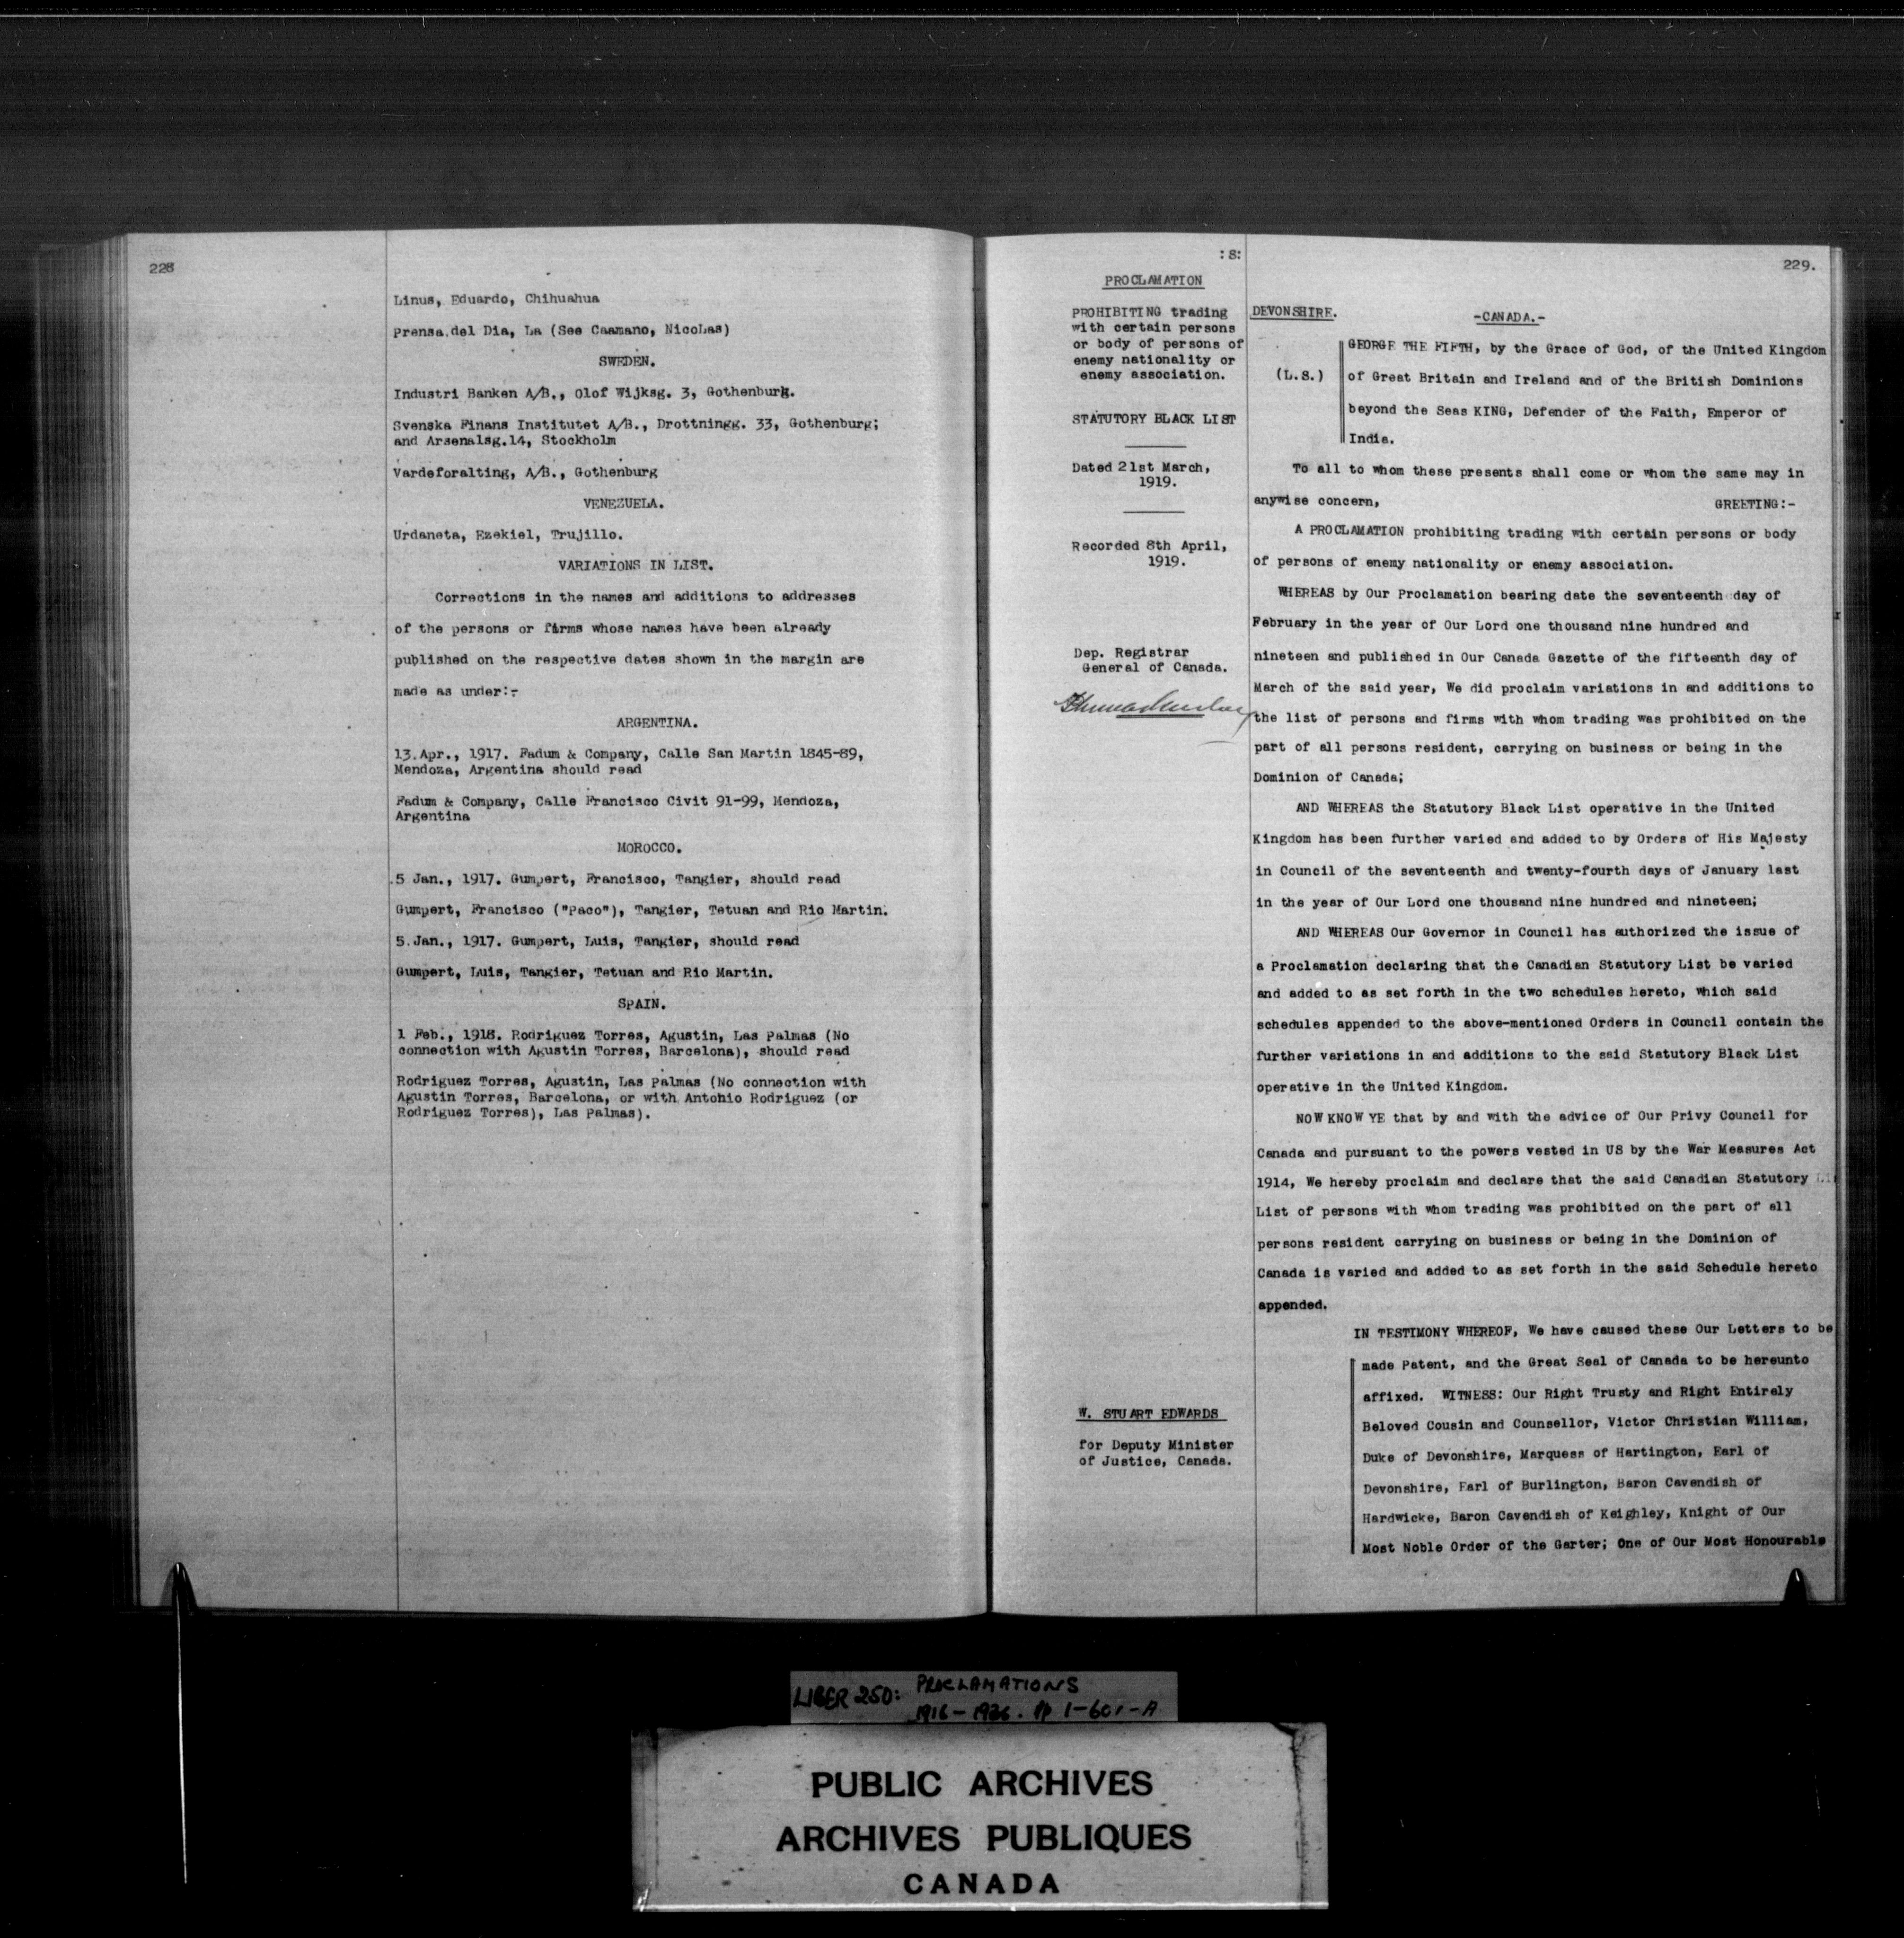 228
Linus, Eduardo, Chihuahua
Prensa del Dia, La (See Caamano, NicoLas)
SWEDEN.
Industri Banken A/B., Olof Wijksg. 3, Gothenburg.
Svenska Finans Institutet A/B., Drottningg. 33, Gothenburg;
and Arsenalsg.14, Stockholm
Vardeforalting, A/B., Gothenburg
VENEZUELA.
Urdaneta, Ezekiel, Trujillo.
VARIATIONS IN LIST.
Corrections in the names and additions to addresses
of the persons or firms whose names have been already
published on the respective dates shown in the margin are
made as under:-
ARGENTINA.
13.Apr., 1917. Fadum & Company, Calle San Martin 1845-89,
Mendoza, Argentina should read
Fadum & Company, Calle Francisco Civit 91-99, Mendoza,
Argentina
MOROCCO.
5 Jan., 1917. Gumpert, Francisco, Tangier, should read
Gumpert, Francisco ("Paco"), Tangier, Tetuan and Rio Martin.
5.Jan., 1917. Gumpert, Luis, Tangier, should read
Gumpert, Luis, Tangier, Tetuan and Rio Martin.
SPAIN.
1 Feb., 1918. Rodriguez Torres, Agustin, Las Palmas (No
connection with Agustin Torres, Barcelona), should read
Rodriguez Torres, Agustin, Las Palmas (No connection with
Agustin Torres, Barcelona, or with Antohio Rodriguez (or
Rodriguez Torres), Las Palmas).
:8:
229.
PROCLAMATION
PROHIBITING trading
with certain persons
or body of persons of
enemy nationality or
enemy association.
STATUTORY BLACK LIST
Dated 21st March,
1919.
Recorded 8th April,
1919.
Dep. Registrar
General of Canada.
W. STUART EDWARDS
for Deputy Minister
of Justice, Canada.
DEVONSHIRE.
-CANADA.-
(L.S.)
GEORGE THE FIFTH, by the Grace of God, of the United Kingdom
of Great Britain and Ireland and of the British Dominions
beyond the Seas KING, Defender of the Faith, Emperor of
India.
To all to whom these presents shall come or whom the same may in
anywise concern, GREETING:-
A PROCLAMATION prohibiting trading with certain persons or body
of persons of enemy nationality or enemy association.
WHEREAS by Our Proclamation bearing date the seventeenth day of
February in the year of Our Lord one thousand nine hundred and
nineteen and published in Our Canada Gazette of the fifteenth day of
March of the said year, We did proclaim variations in and additions to
the list of persons and firms with whom trading was prohibited on the
part of all persons resident, carrying on business or being in the
Dominion of Canada;
AND WHEREAS the Statutory Black List operative in the United
Kingdom has been further varied and added to by Orders of His Majesty
in Council of the seventeenth and twenty-fourth days of January last
in the year of Our Lord one thousand nine hundred and nineteen;
AND WHEREAS Our Governor in Council has authorized the issue of
a Proclamation declaring that the Canadian Statutory List be varied
and added to as set forth in the two schedules hereto, which said
schedules appended to the above-mentioned Orders in Council contain the
further variations in and additions to the said Statutory Black List
operative in the United Kingdom.
NOW KNOW YE that by and with the advice of Our Privy Council for
Canada and pursuant to the powers vested in US by the War Measures Act
1914, We hereby proclaim and declare that the said Canadian Statutory Li
List of persons with whom trading was prohibited on the part of all
persons resident carrying on business or being in the Dominion of
Canada is varied and added to as set forth in the said Schedule hereto
appended.
IN TESTIMONY WHEREOF, We have caused these Our Letters to be
made Patent, and the Great Seal of Canada to be hereunto
affixed. WITNESS: Our Right Trusty and Right Entirely
Beloved Cousin and Counsellor, Victor Christian William,
Duke of Devonshire, Marquess of Hartington, Earl of
Devonshire, Earl of Burlington, Baron Cavendish of
Hardwicke, Baron Cavendish of Keighley, Knight of Our
Most Noble Order of the Garter; One of Our Most Honourable
LIBER 250: PROCLAMATIONS
1916-1936. pp 1-601-A
PUBLIC ARCHIVES
ARCHIVES PUBLIQUES
CANADA